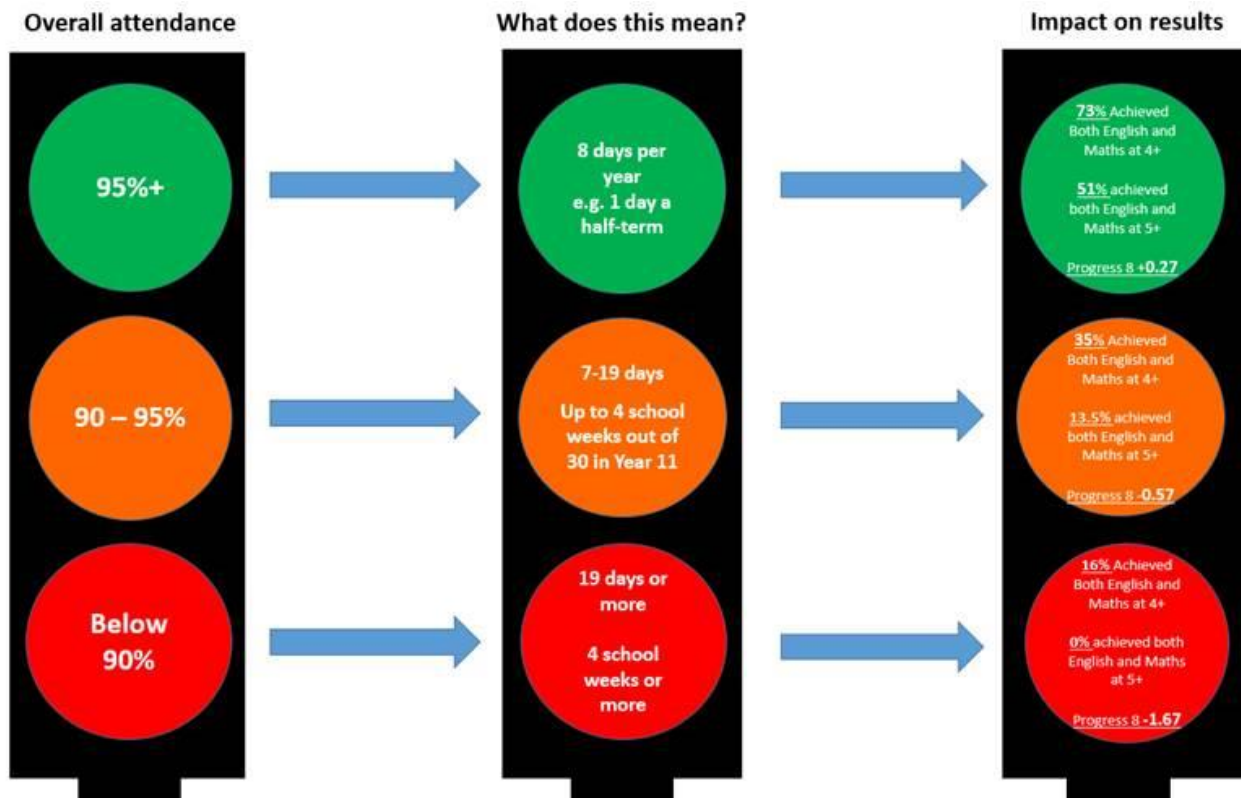 Overall attendance
What does this mean?
Impact on results
95%+
8 days per
year
e.g. 1 day a
half-term
73% Achieved
Both English and
Maths at 4+
51% achieved
both English and
Maths at 5+
Progress 8 +0.27
90 – 95%
7-19 days
Up to 4 school
weeks out of
30 in Year 11
35% Achieved
Both English and
Maths at 4+
13.5% achieved
both English and
Maths at 5+
Progress 8 -0.57
Below
90%
19 days or
more
4 school
weeks or
more
16% Achieved
Both English and
Maths at 4+
0% achieved both
English and Maths
at 5+
Progress 8 -1.67